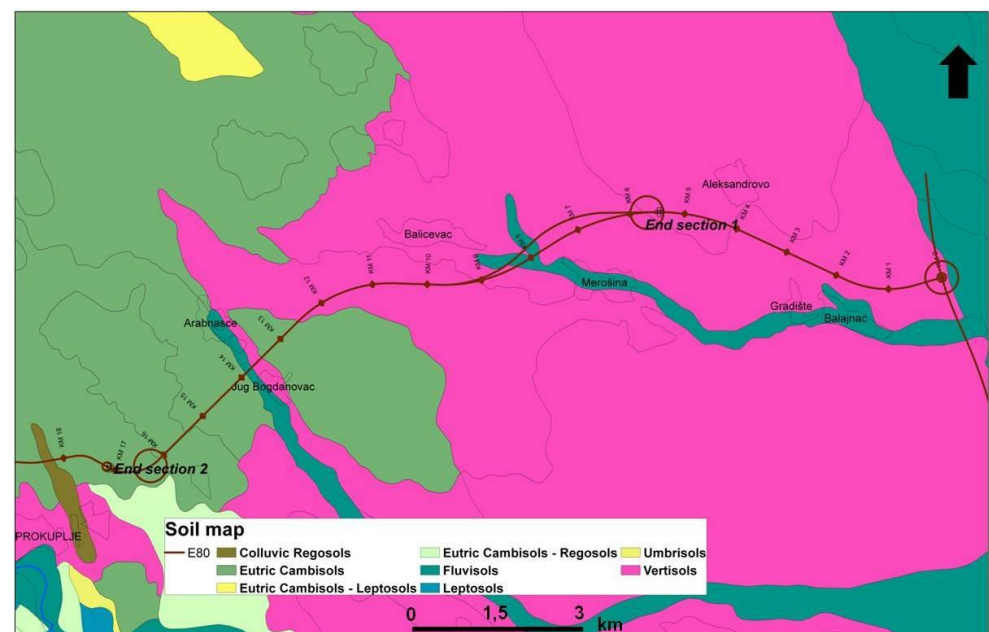 Aleksandrovo
KM 5
KM 6
KM 4
KM 7
End section 1
KM 3
Balicevac
KM 8
KM 2
KM 11
KM 10
KM 9
KM 1
KM 12
Merošina
Gradište
Arabnasce
KM 13
Balajnac
KM 14
Jug Bogdanovac
KM 15
KM 18
KM 17
KM 16
End section 2
PROKUPLJE
Soil map
E80 Colluvic Regosols Eutric Cambisols - Regosols Umbrisols
Eutric Cambisols Fluvisols Vertisols
Eutric Cambisols - Leptosols Leptosols
0 1,5 3
km